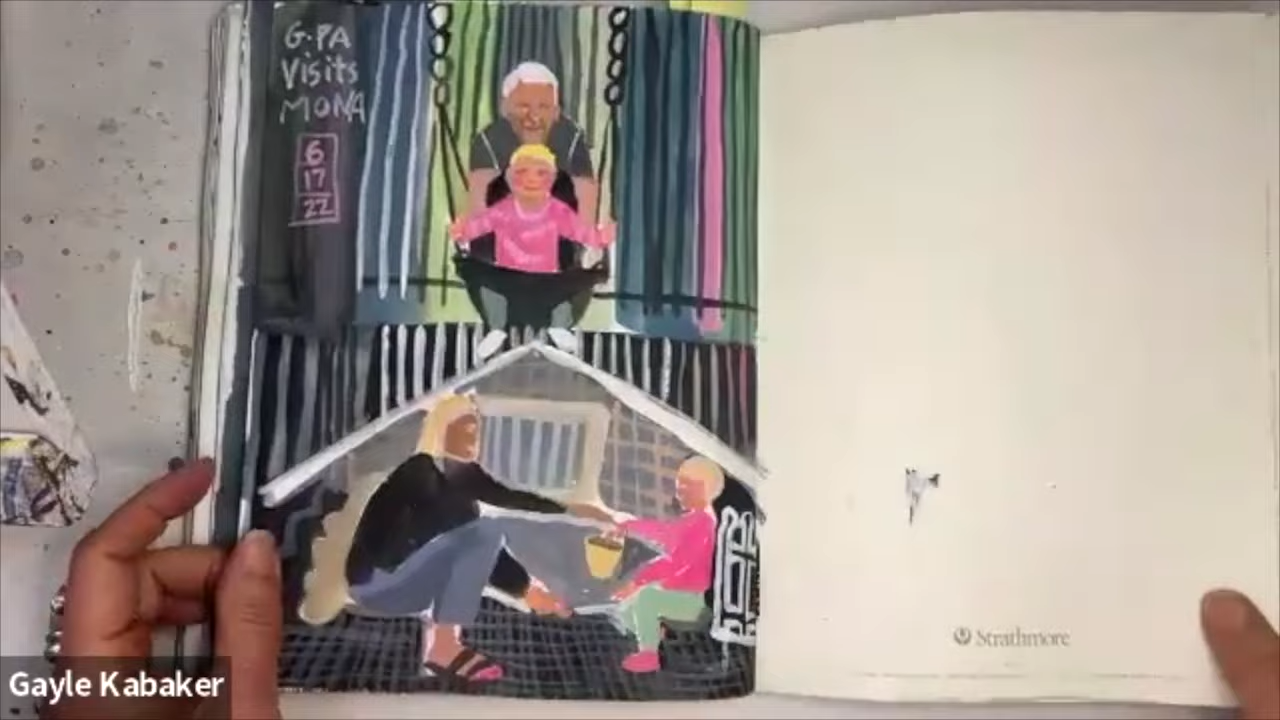 G-PA
Visits
MONA
6
17
22
Strathmore
Gayle Kabaker